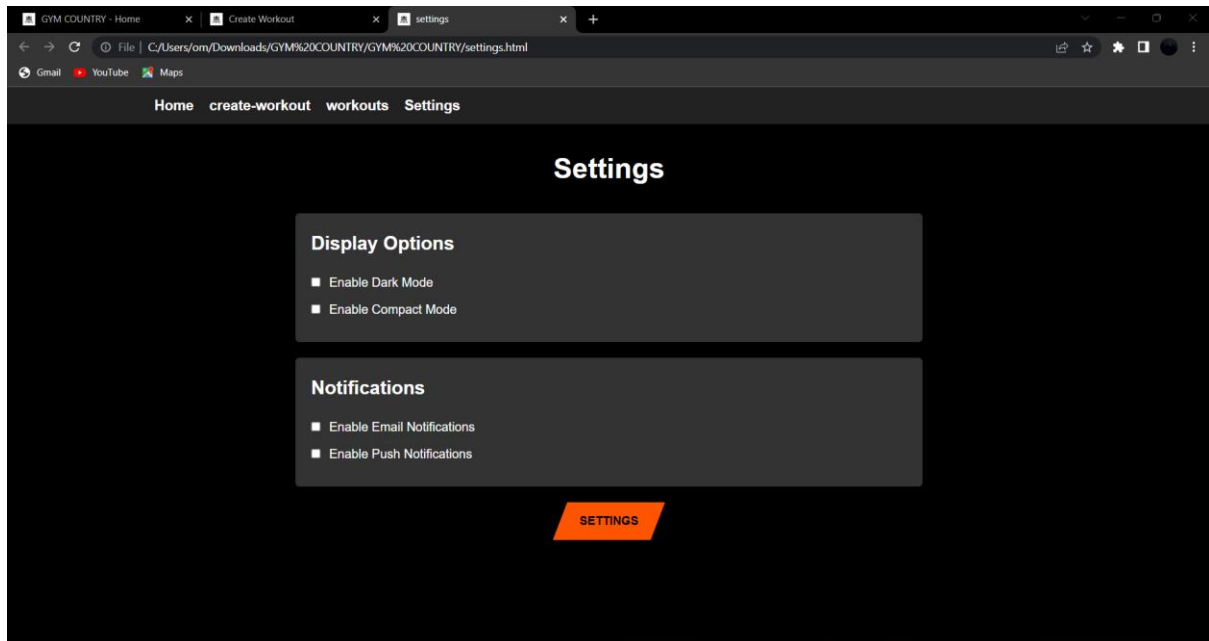 GYM COUNTRY - Home Create Workout settings
File C:/Users/om/Downloads/GYM%20COUNTRY/GYM%20COUNTRY/settings.html
Gmail YouTube Maps
Home create-workout workouts Settings
Settings
Display Options
Enable Dark Mode
Enable Compact Mode
Notifications
Enable Email Notifications
Enable Push Notifications
SETTINGS